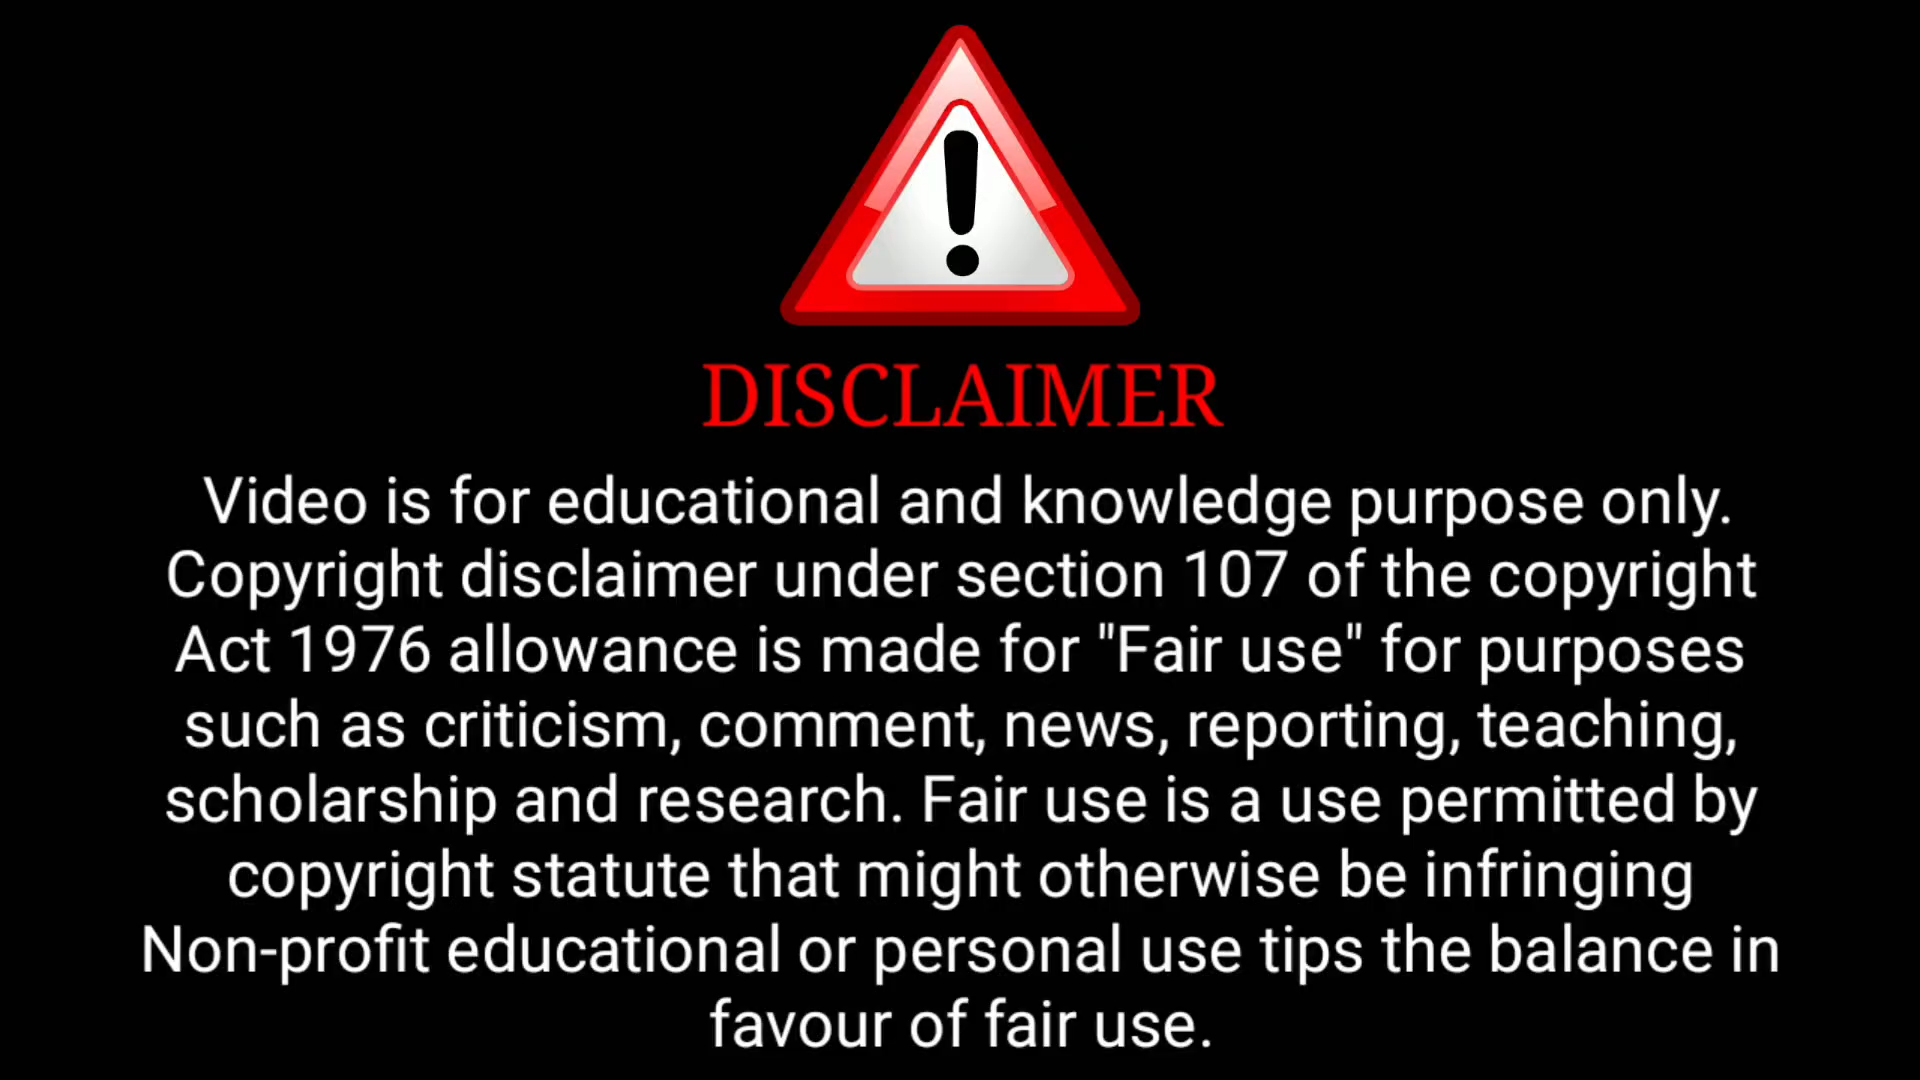 DISCLAIMER
Video is for educational and knowledge purpose only.
Copyright disclaimer under section 107 of the copyright
Act 1976 allowance is made for "Fair use" for purposes
such as criticism, comment, news, reporting, teaching,
scholarship and research. Fair use is a use permitted by
copyright statute that might otherwise be infringing
Non-profit educational or personal use tips the balance in
favour of fair use.